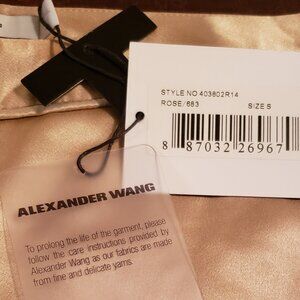 STYLE NO.403802R14
ROSE/683 SIZE S
8 87032 26967
ALEXANDER WANG
To prolong the life of the garment, please
follow the care instructions provided by
Alexander Wang as our fabrics are made
from fine and delicate yarns.